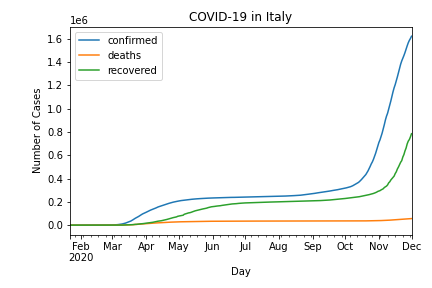 COVID-19 in Italy
1e6
confirmed
deaths
recovered
1.6
1.4
1.2
1.0
0.8
0.6
0.4
0.2
0.0
Number of Cases
Feb Mar Apr May Jun Jul Aug Sep Oct Nov Dec
2020
Day